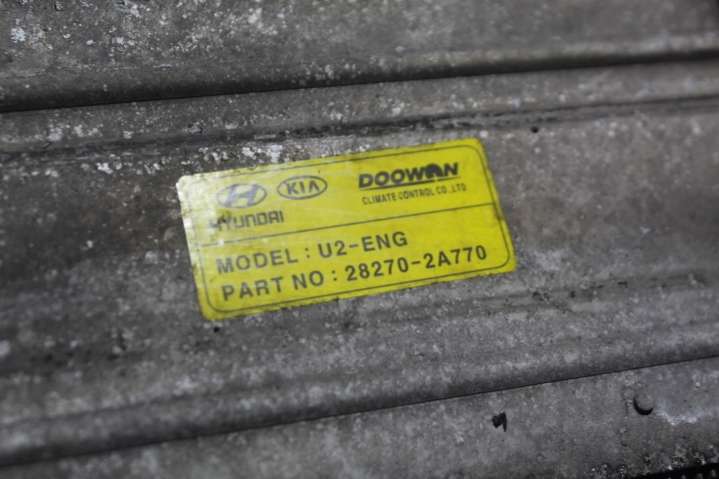 HYUNDAI KIA DOOWON
CLIMATE CONTROL CO.,LTD
MODEL : U2-ENG
PART NO : 28270-2A770